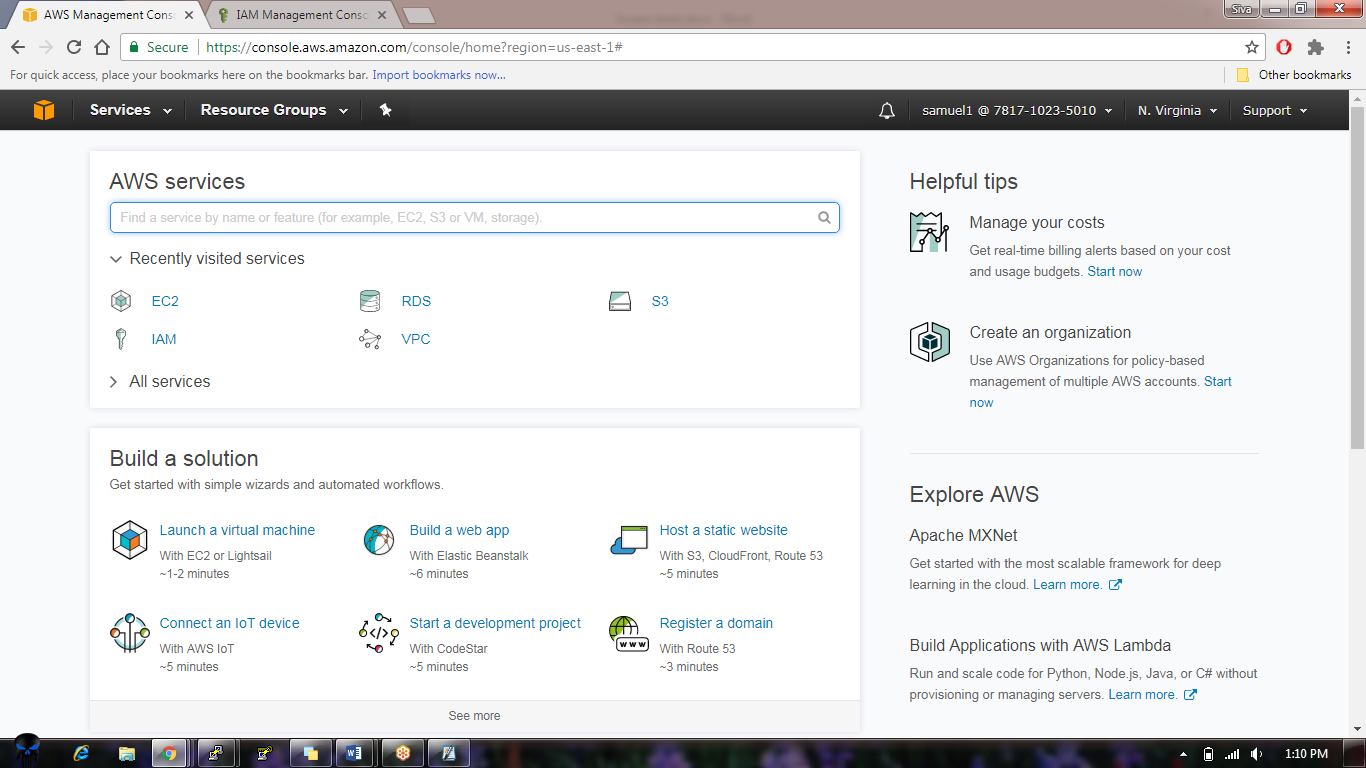 AWS Management Cons
IAM Management Conso
Siva
Secure
https://console.aws.amazon.com/console/home?region=us-east-1#
For quick access, place your bookmarks here on the bookmarks bar. Import bookmarks now...
Other bookmarks
Services
Resource Groups
samuel1 @ 7817-1023-5010
N. Virginia
Support
AWS services
Find a service by name or feature (for example, EC2, S3 or VM, storage).
Recently visited services
EC2
RDS
S3
IAM
VPC
All services
Build a solution
Get started with simple wizards and automated workflows.
Launch a virtual machine
With EC2 or Lightsail
~1-2 minutes
Build a web app
With Elastic Beanstalk
~6 minutes
Host a static website
With S3, CloudFront, Route 53
~5 minutes
Connect an IoT device
With AWS IoT
~5 minutes
Start a development project
With CodeStar
~5 minutes
Register a domain
With Route 53
~3 minutes
See more
Helpful tips
Manage your costs
Get real-time billing alerts based on your cost
and usage budgets. Start now
Create an organization
Use AWS Organizations for policy-based
management of multiple AWS accounts. Start
now
Explore AWS
Apache MXNet
Get started with the most scalable framework for deep
learning in the cloud. Learn more.
Build Applications with AWS Lambda
Run and scale code for Python, Node.js, Java, or C# without
provisioning or managing servers. Learn more.
1:10 PM